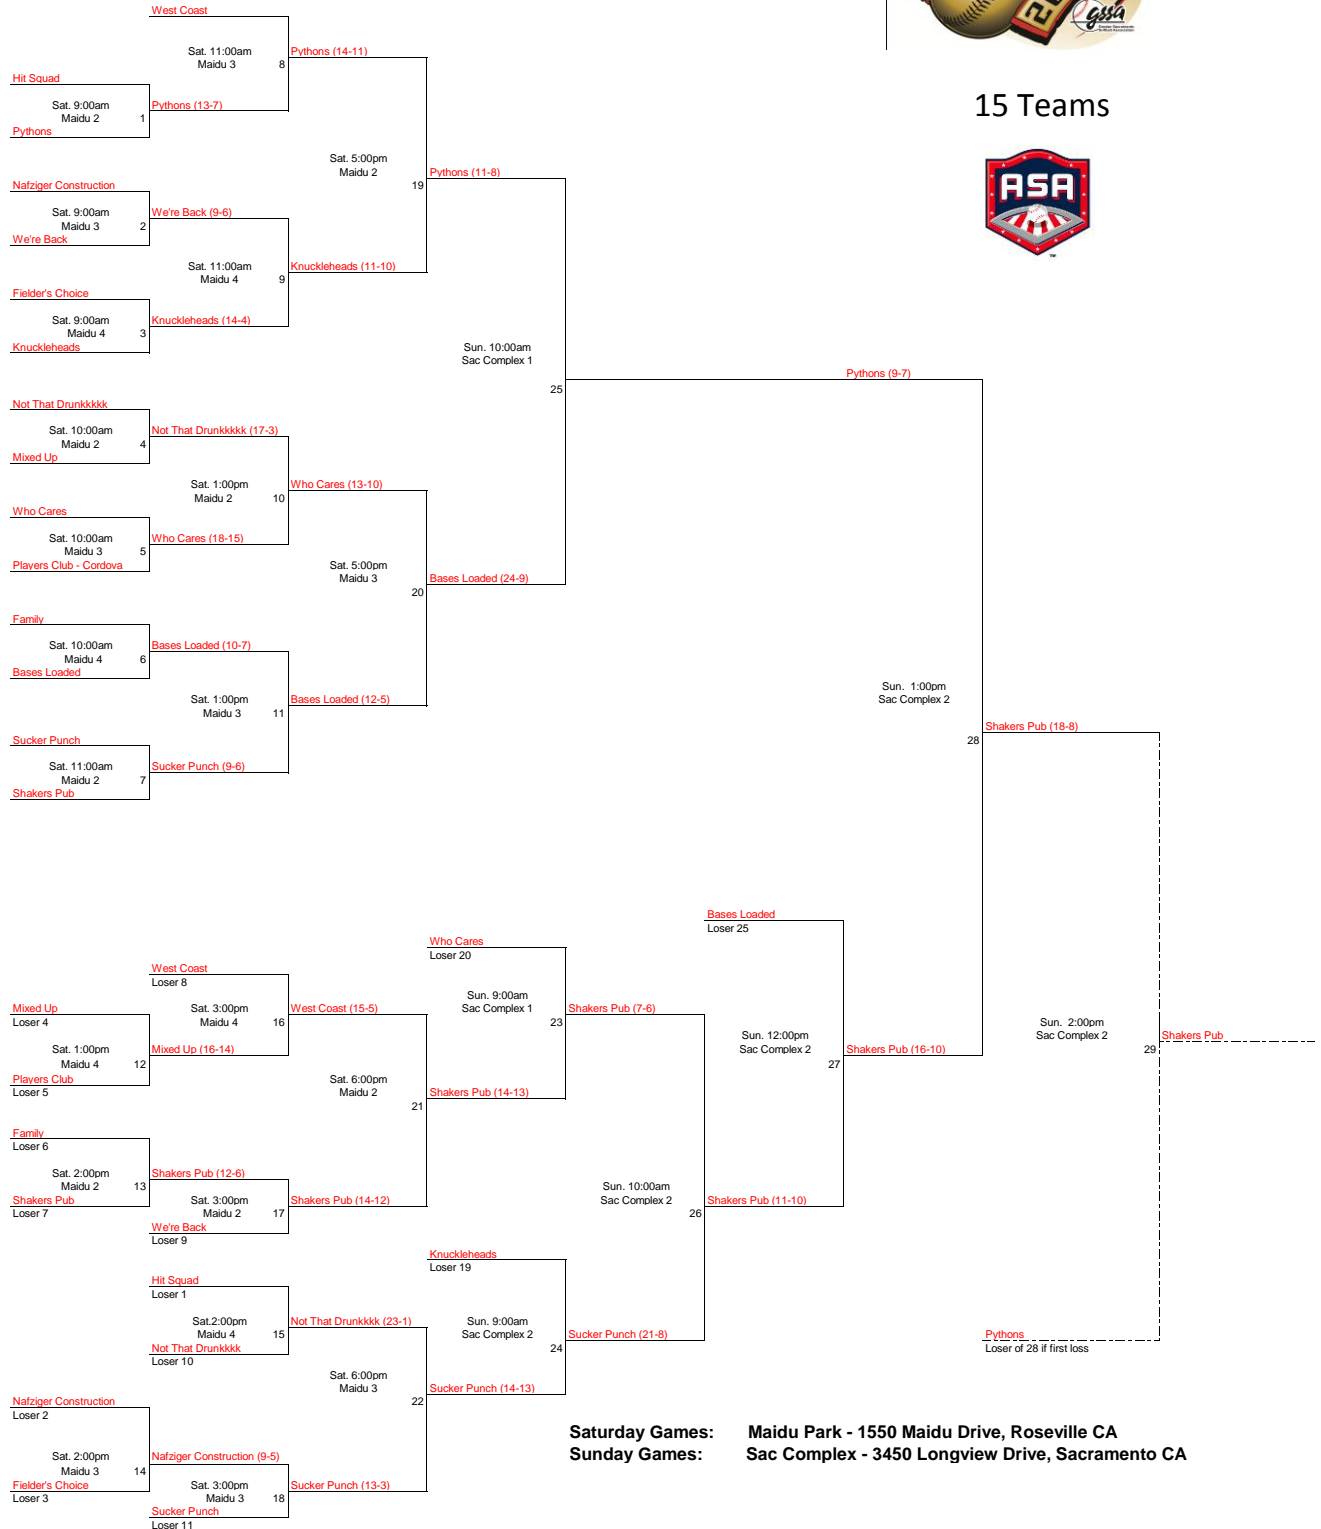 West Coast
Sat. 11:00am
Maidu 3
8
Pythons (14-11)
Hit Squad
Sat. 9:00am
Maidu 2
1
Pythons (13-7)
Pythons
15 Teams
Sat. 5:00pm
Maidu 2
19
Pythons (11-8)
ASA
Nafziger Construction
Sat. 9:00am
Maidu 3
2
We're Back (9-6)
We're Back
Sat. 11:00am
Maidu 4
9
Knuckleheads (11-10)
Fielder's Choice
Sat. 9:00am
Maidu 4
3
Knuckleheads (14-4)
Knuckleheads
Sun. 10:00am
Sac Complex 1
25
Pythons (9-7)
Not That Drunkkkkk
Sat. 10:00am
Maidu 2
4
Not That Drunkkkkk (17-3)
Mixed Up
Sat. 1:00pm
Maidu 2
10
Who Cares (13-10)
Who Cares
Sat. 10:00am
Maidu 3
5
Who Cares (18-15)
Players Club - Cordova
Sat. 5:00pm
Maidu 3
20
Bases Loaded (24-9)
Family
Sat. 10:00am
Maidu 4
6
Bases Loaded (10-7)
Bases Loaded
Sat. 1:00pm
Maidu 3
11
Bases Loaded (12-5)
Sun. 1:00pm
Sac Complex 2
28
Shakers Pub (18-8)
Sucker Punch
Sat. 11:00am
Maidu 2
7
Sucker Punch (9-6)
Shakers Pub
Bases Loaded
Loser 25
Who Cares
Loser 20
West Coast
Loser 8
Mixed Up
Loser 4
Sat. 3:00pm
Maidu 4
16
West Coast (15-5)
Sun. 9:00am
Sac Complex 1
23
Shakers Pub (7-6)
Sat. 1:00pm
Maidu 4
12
Mixed Up (16-14)
Players Club
Loser 5
Sun. 12:00pm
Sac Complex 2
27
Shakers Pub (16-10)
Sun. 2:00pm
Sac Complex 2
29
Shakers Pub
Sat. 6:00pm
Maidu 2
21
Shakers Pub (14-13)
Family
Loser 6
Sat. 2:00pm
Maidu 2
13
Shakers Pub (12-6)
Shakers Pub
Loser 7
Sat. 3:00pm
Maidu 2
17
Shakers Pub (14-12)
We're Back
Loser 9
Sun. 10:00am
Sac Complex 2
26
Shakers Pub (11-10)
Knuckleheads
Loser 19
Hit Squad
Loser 1
Sat.2:00pm
Maidu 4
15
Not That Drunkkkk (23-1)
Not That Drunkkkk
Loser 10
Sun. 9:00am
Sac Complex 2
24
Sucker Punch (21-8)
Pythons
Loser of 28 if first loss
Sat. 6:00pm
Maidu 3
22
Sucker Punch (14-13)
Nafziger Construction
Loser 2
Sat. 2:00pm
Maidu 3
14
Nafziger Construction (9-5)
Fielder's Choice
Loser 3
Sat. 3:00pm
Maidu 3
18
Sucker Punch (13-3)
Sucker Punch
Loser 11
Saturday Games: Maidu Park - 1550 Maidu Drive, Roseville CA
Sunday Games: Sac Complex - 3450 Longview Drive, Sacramento CA
gssa